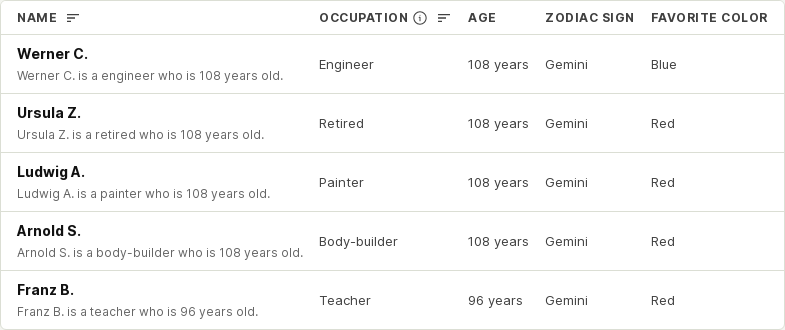 NAME OCCUPATION AGE ZODIAC SIGN FAVORITE COLOR
Werner C.
Werner C. is a engineer who is 108 years old.
Engineer 108 years Gemini Blue
Ursula Z.
Ursula Z. is a retired who is 108 years old.
Retired 108 years Gemini Red
Ludwig A.
Ludwig A. is a painter who is 108 years old.
Painter 108 years Gemini Red
Arnold S.
Arnold S. is a body-builder who is 108 years old.
Body-builder 108 years Gemini Red
Franz B.
Franz B. is a teacher who is 96 years old.
Teacher 96 years Gemini Red